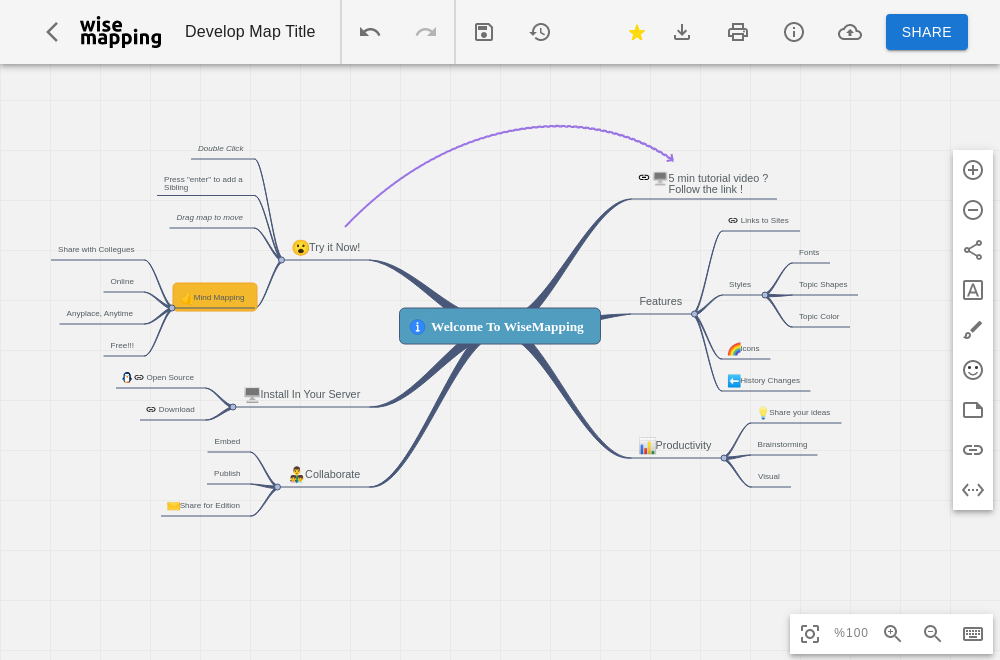 wise
mapping
Develop Map Title
SHARE
Double Click
Press "enter" to add a
Sibling
Drag map to move
Try it Now!
Share with Collegues
Online
Mind Mapping
Anyplace, Anytime
Free!!!
Open Source
Download
Install In Your Server
Embed
Publish
Share for Edition
Collaborate
Welcome To WiseMapping
5 min tutorial video ?
Follow the link !
Links to Sites
Fonts
Styles
Topic Shapes
Features
Topic Color
Icons
History Changes
Share your ideas
Productivity
Brainstorming
Visual
%100